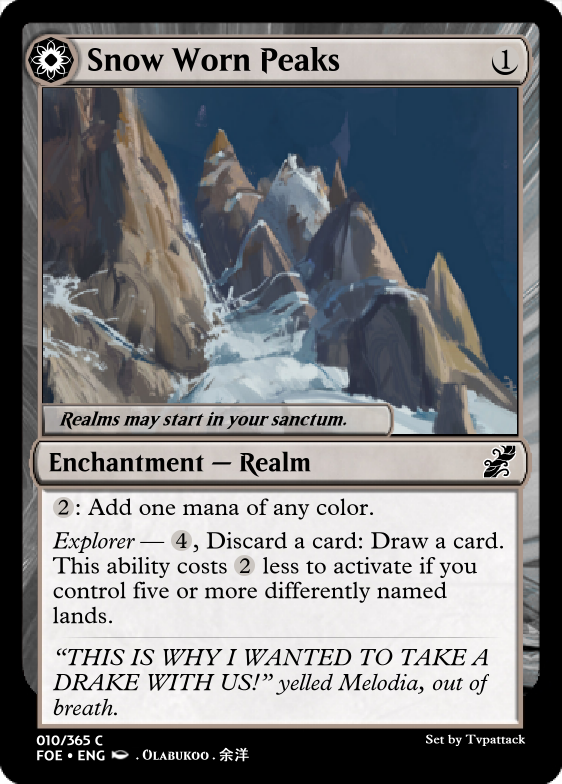 Snow Worn Peaks 1
Realms may start in your sanctum.
Enchantment — Realm
2: Add one mana of any color.
Explorer — 4, Discard a card: Draw a card.
This ability costs 2 less to activate if you
control five or more differently named
lands.
"THIS IS WHY I WANTED TO TAKE A
DRAKE WITH US!" yelled Melodia, out of
breath.
010/365 C
Set by Tvpattack
FOE • ENG . Olabukoo . 余洋